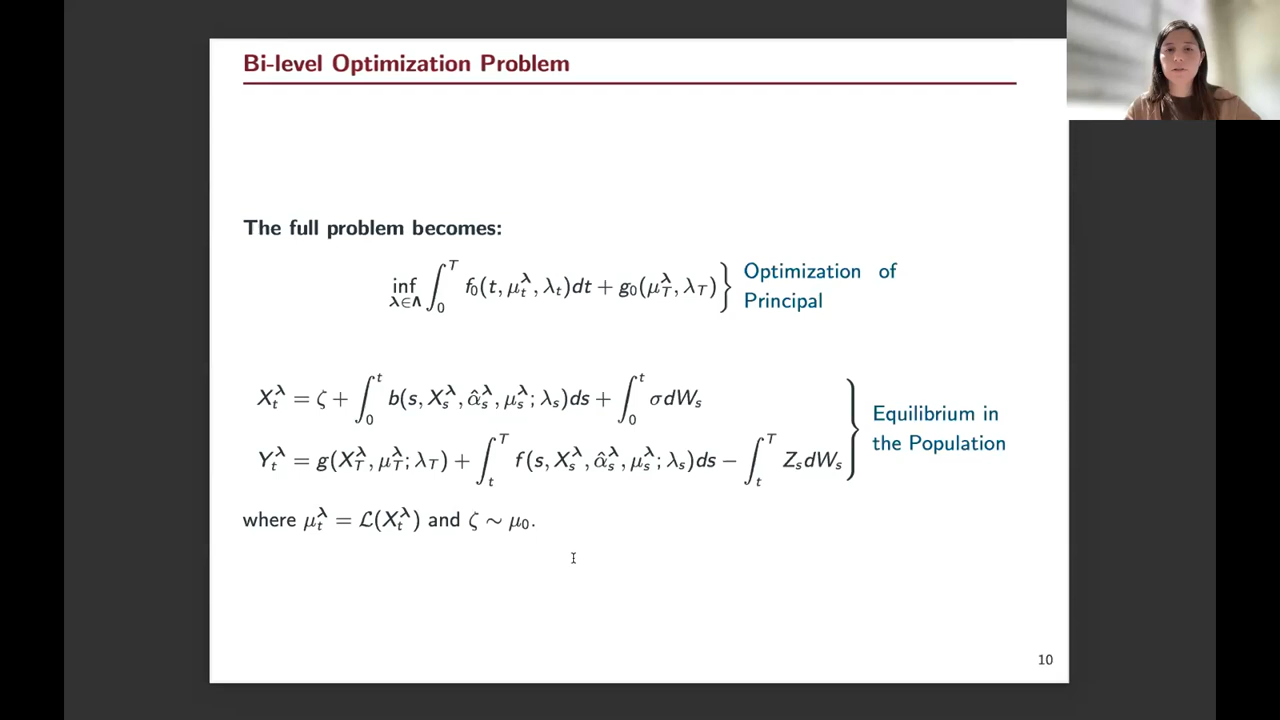 Bi-level Optimization Problem
The full problem becomes:
inf_{λ∈Λ} ∫_0^T f_0(t, μ_t^λ, λ_t)dt + g_0(μ_T^λ, λ_T) } Optimization of
Principal
X_t^λ = ζ + ∫_0^t b(s, X_s^λ, α̂_s^λ, μ_s^λ; λ_s)ds + ∫_0^t σdW_s
Y_t^λ = g(X_T^λ, μ_T^λ; λ_T) + ∫_t^T f(s, X_s^λ, α̂_s^λ, μ_s^λ; λ_s)ds − ∫_t^T Z_s dW_s
} Equilibrium in
the Population
where μ_t^λ = ℒ(X_t^λ) and ζ ∼ μ_0.
10